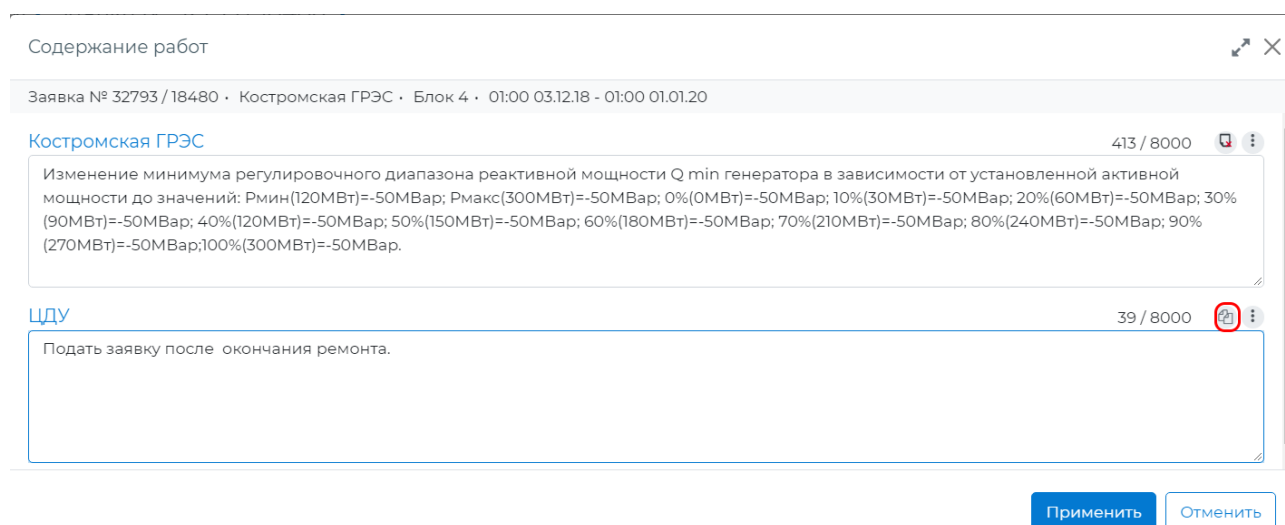 Содержание работ
Заявка № 32793 / 18480 • Костромская ГРЭС • Блок 4 • 01:00 03.12.18 - 01:00 01.01.20
Костромская ГРЭС
413 / 8000
Изменение минимума регулировочного диапазона реактивной мощности Q min генератора в зависимости от установленной активной
мощности до значений: Рмин(120МВт)=-50МВар; Рмакс(300МВт)=-50МВар; 0%(0МВт)=-50МВар; 10%(30МВт)=-50МВар; 20%(60МВт)=-50МВар; 30%
(90МВт)=-50МВар; 40%(120МВт)=-50МВар; 50%(150МВт)=-50МВар; 60%(180МВт)=-50МВар; 70%(210МВт)=-50МВар; 80%(240МВт)=-50МВар; 90%
(270МВт)=-50МВар;100%(300МВт)=-50МВар.
ЦДУ
39 / 8000
Подать заявку после  окончания ремонта.
Применить
Отменить